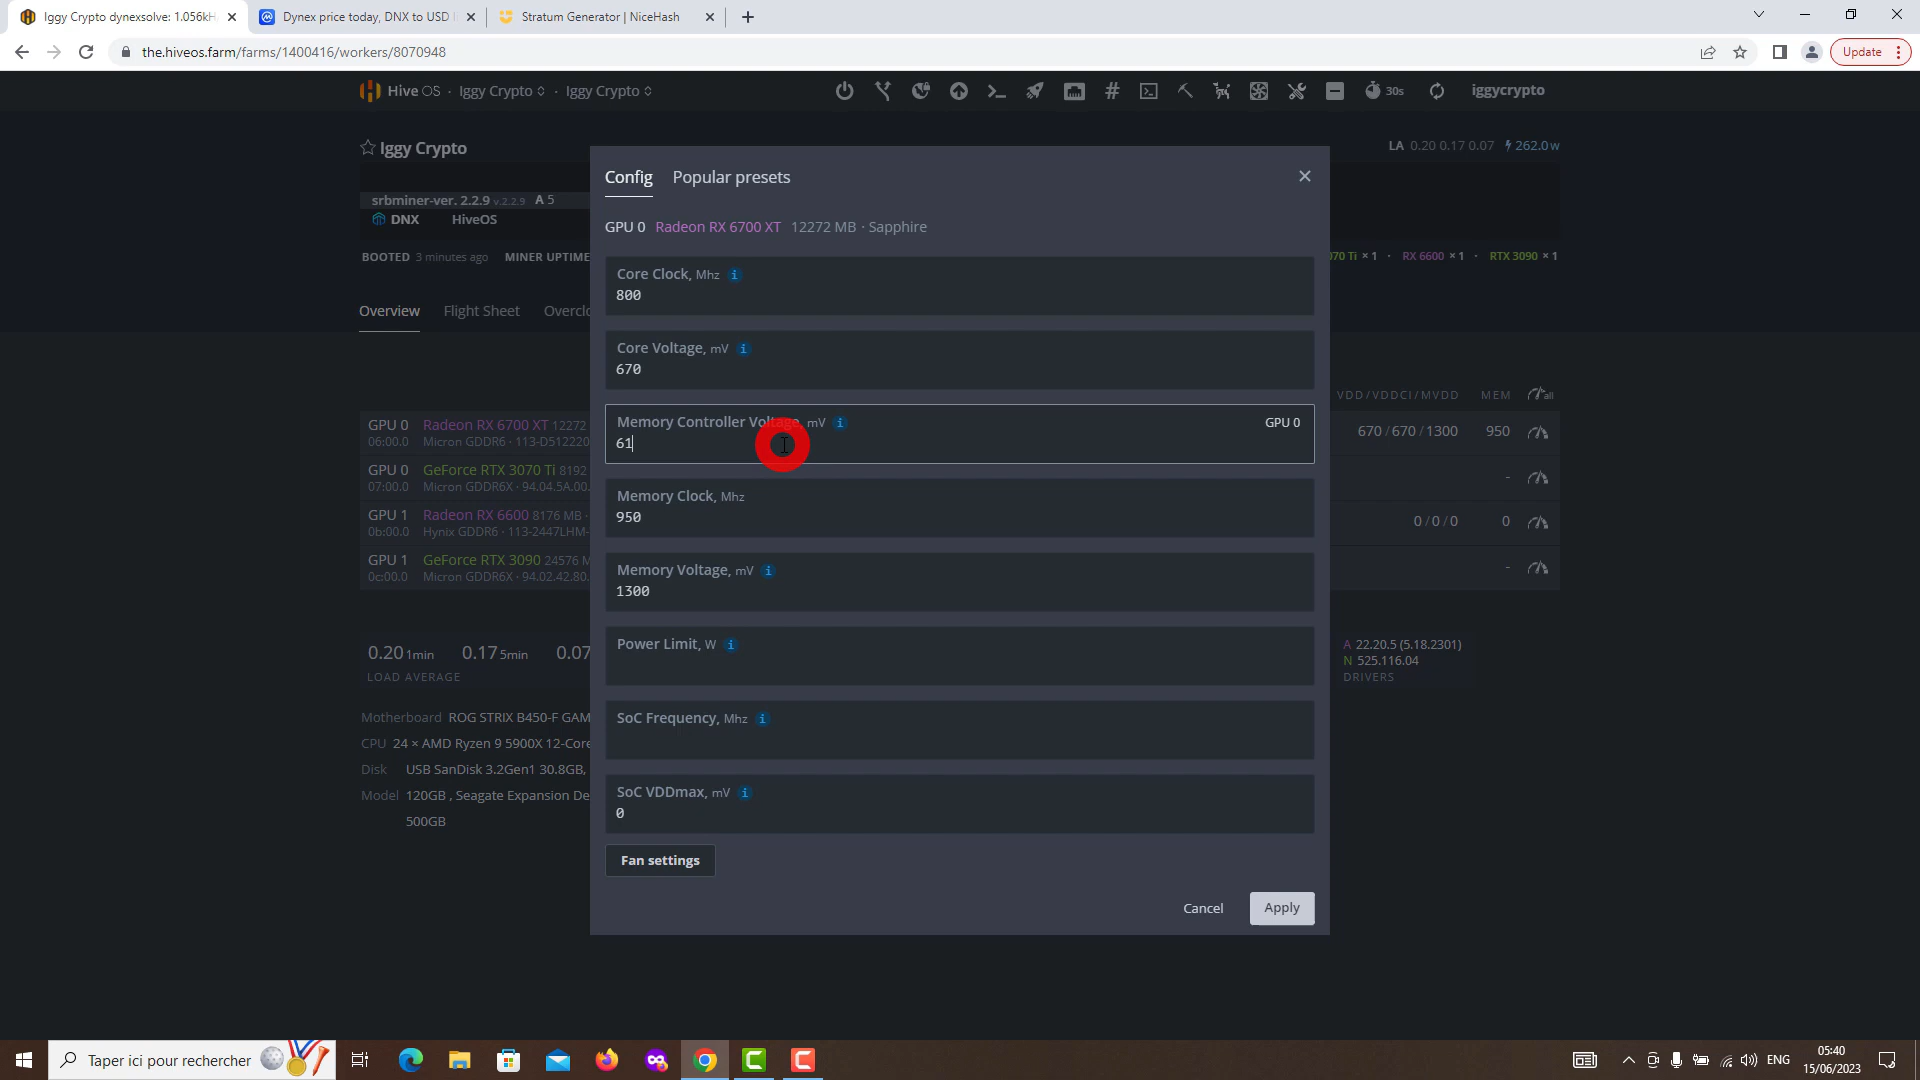 Iggy Crypto dynexsolve: 1.056kH
Dynex price today, DNX to USD l
Stratum Generator | NiceHash
the.hiveos.farm/farms/1400416/workers/8070948
Update
Hive OS · Iggy Crypto · Iggy Crypto
30s
iggycrypto
Iggy Crypto
LA 0.20 0.17 0.07 262.0 w
srbminer-ver. 2.2.9 v.2.2.9 A 5
DNX HiveOS
BOOTED 3 minutes ago MINER UPTIME
70 Ti × 1 · RX 6600 × 1 · RTX 3090 × 1
Overview Flight Sheet Overclo
VDD/VDDCI/MVDD MEM all
GPU 0 Radeon RX 6700 XT 12272
06:00.0 Micron GDDR6 · 113-D512220
670/670/1300 950
GPU 0 GeForce RTX 3070 Ti 8192
07:00.0 Micron GDDR6X · 94.04.5A.00.
-
GPU 1 Radeon RX 6600 8176 MB ·
0b:00.0 Hynix GDDR6 · 113-2447LHM-
0/0/0 0
GPU 1 GeForce RTX 3090 24576 M
0c:00.0 Micron GDDR6X · 94.02.42.80.
-
0.20 1min 0.17 5min 0.07
LOAD AVERAGE
A 22.20.5 (5.18.2301)
N 525.116.04
DRIVERS
Motherboard ROG STRIX B450-F GAM
CPU 24 × AMD Ryzen 9 5900X 12-Core
Disk USB SanDisk 3.2Gen1 30.8GB,
Model 120GB , Seagate Expansion De
500GB
Config Popular presets
GPU 0 Radeon RX 6700 XT 12272 MB · Sapphire
Core Clock, Mhz
800
Core Voltage, mV
670
Memory Controller Voltage, mV GPU 0
61
Memory Clock, Mhz
950
Memory Voltage, mV
1300
Power Limit, W
SoC Frequency, Mhz
SoC VDDmax, mV
0
Fan settings
Cancel Apply
Taper ici pour rechercher
ENG
05:40
15/06/2023